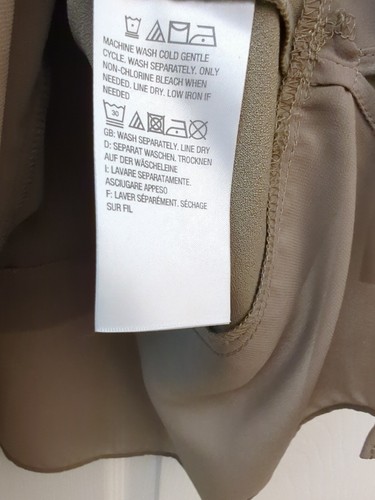 MACHINE WASH COLD GENTLE
CYCLE. WASH SEPARATELY. ONLY
NON-CHLORINE BLEACH WHEN
NEEDED. LINE DRY. LOW IRON IF
NEEDED
30
GB: WASH SEPARATELY. LINE DRY
D: SEPARAT WASCHEN. TROCKNEN
AUF DER WÄSCHELEINE
I: LAVARE SEPARATAMENTE.
ASCIUGARE APPESO
F: LAVER SÉPARÉMENT. SÉCHAGE
SUR FIL